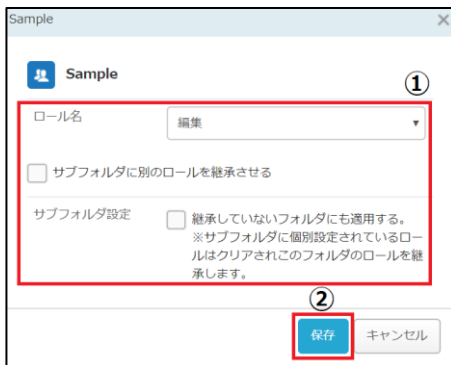 Sample
×
Sample
①
ロール名
編集
サブフォルダに別のロールを継承させる
サブフォルダ設定
継承していないフォルダにも適用する。
※サブフォルダに個別設定されているロー
ルはクリアされこのフォルダのロールを継
承します。
②
保存
キャンセル